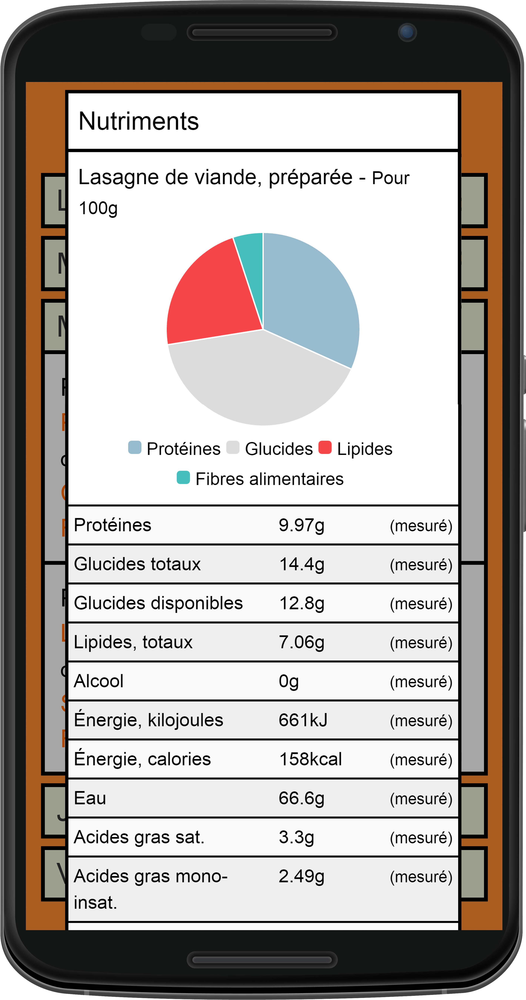 Nutriments
Lasagne de viande, préparée - Pour
100g
Protéines Glucides Lipides
Fibres alimentaires
Protéines 9.97g (mesuré)
Glucides totaux 14.4g (mesuré)
Glucides disponibles 12.8g (mesuré)
Lipides, totaux 7.06g (mesuré)
Alcool 0g (mesuré)
Énergie, kilojoules 661kJ (mesuré)
Énergie, calories 158kcal (mesuré)
Eau 66.6g (mesuré)
Acides gras sat. 3.3g (mesuré)
Acides gras mono- 2.49g (mesuré)
insat.